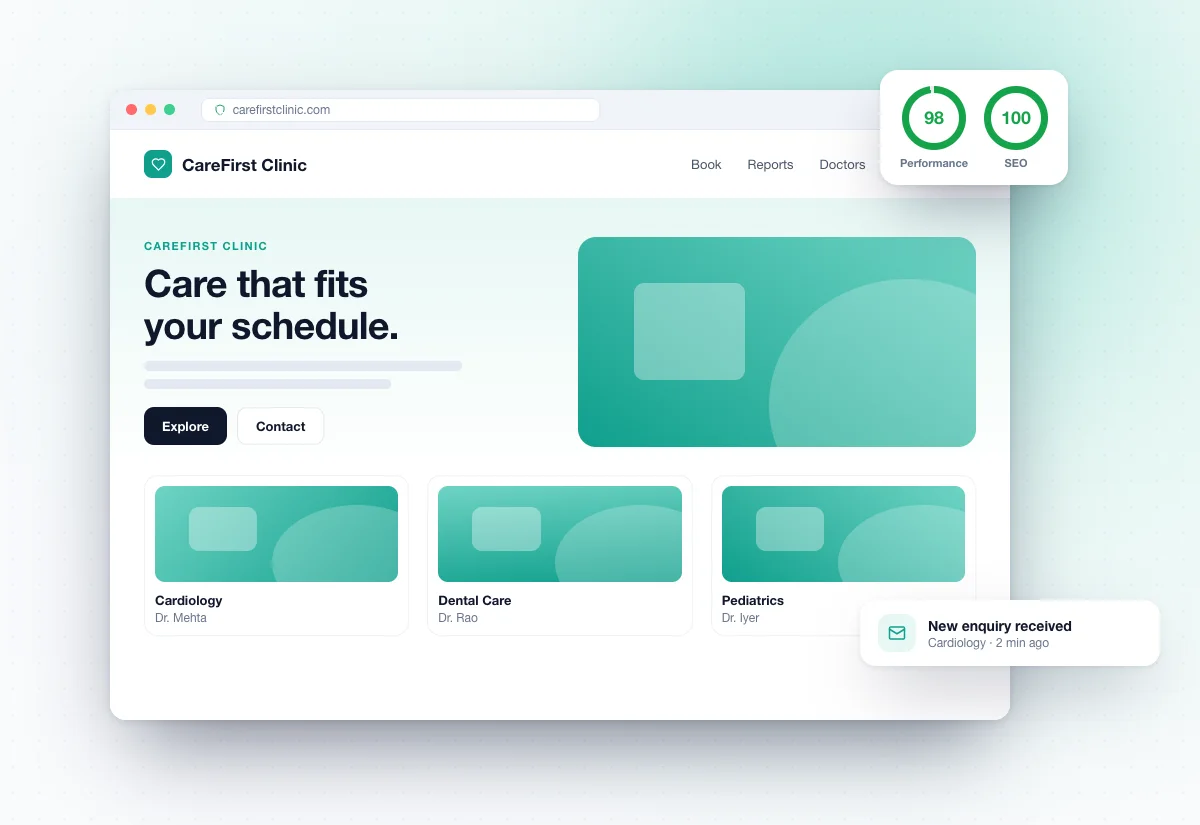 carefirstclinic.com
98
100
Performance
SEO
CareFirst Clinic
Book
Reports
Doctors
CAREFIRST CLINIC
Care that fits
your schedule.
Explore
Contact
Cardiology
Dr. Mehta
Dental Care
Dr. Rao
Pediatrics
Dr. Iyer
New enquiry received
Cardiology · 2 min ago